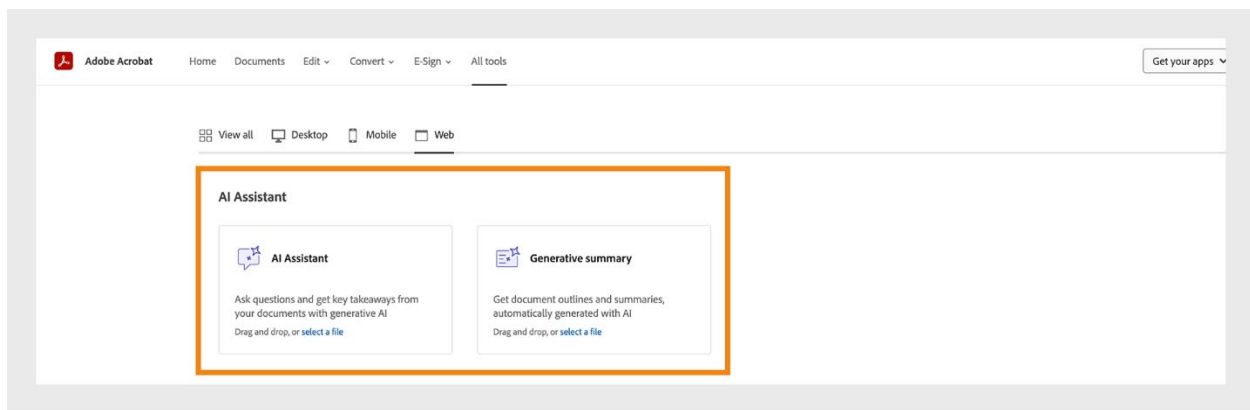 Adobe Acrobat Home Documents Edit Convert E-Sign All tools Get your apps
View all Desktop Mobile Web
AI Assistant
AI Assistant
Ask questions and get key takeaways from
your documents with generative AI
Drag and drop, or select a file
Generative summary
Get document outlines and summaries,
automatically generated with AI
Drag and drop, or select a file